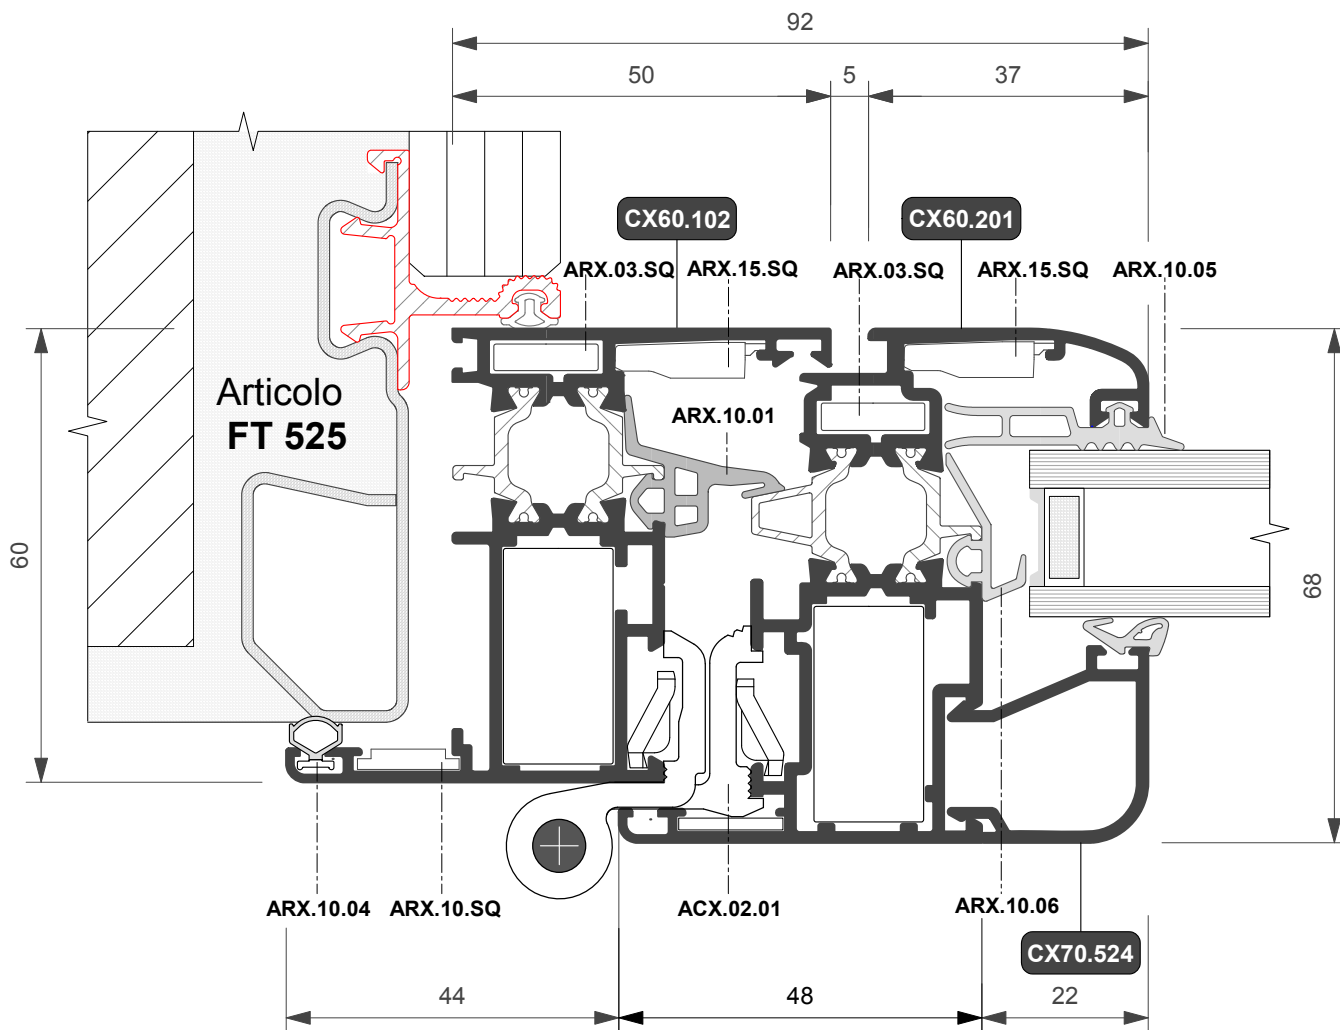 92
50
5
37
CX60.102
CX60.201
ARX.03.SQ
ARX.15.SQ
ARX.03.SQ
ARX.15.SQ
ARX.10.05
Articolo
FT 525
ARX.10.01
60
68
ARX.10.04
ARX.10.SQ
ACX.02.01
ARX.10.06
CX70.524
44
48
22